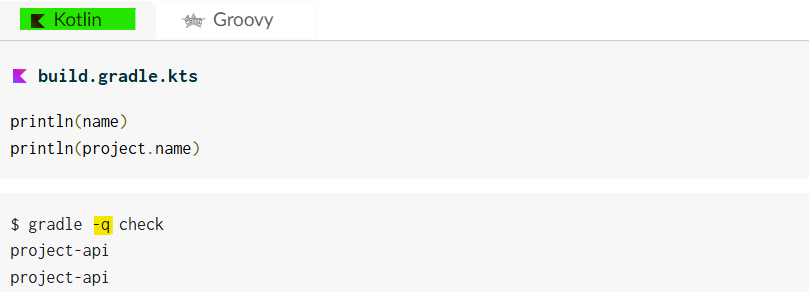 Kotlin Groovy
build.gradle.kts
println(name)
println(project.name)
$ gradle -q check
project-api
project-api